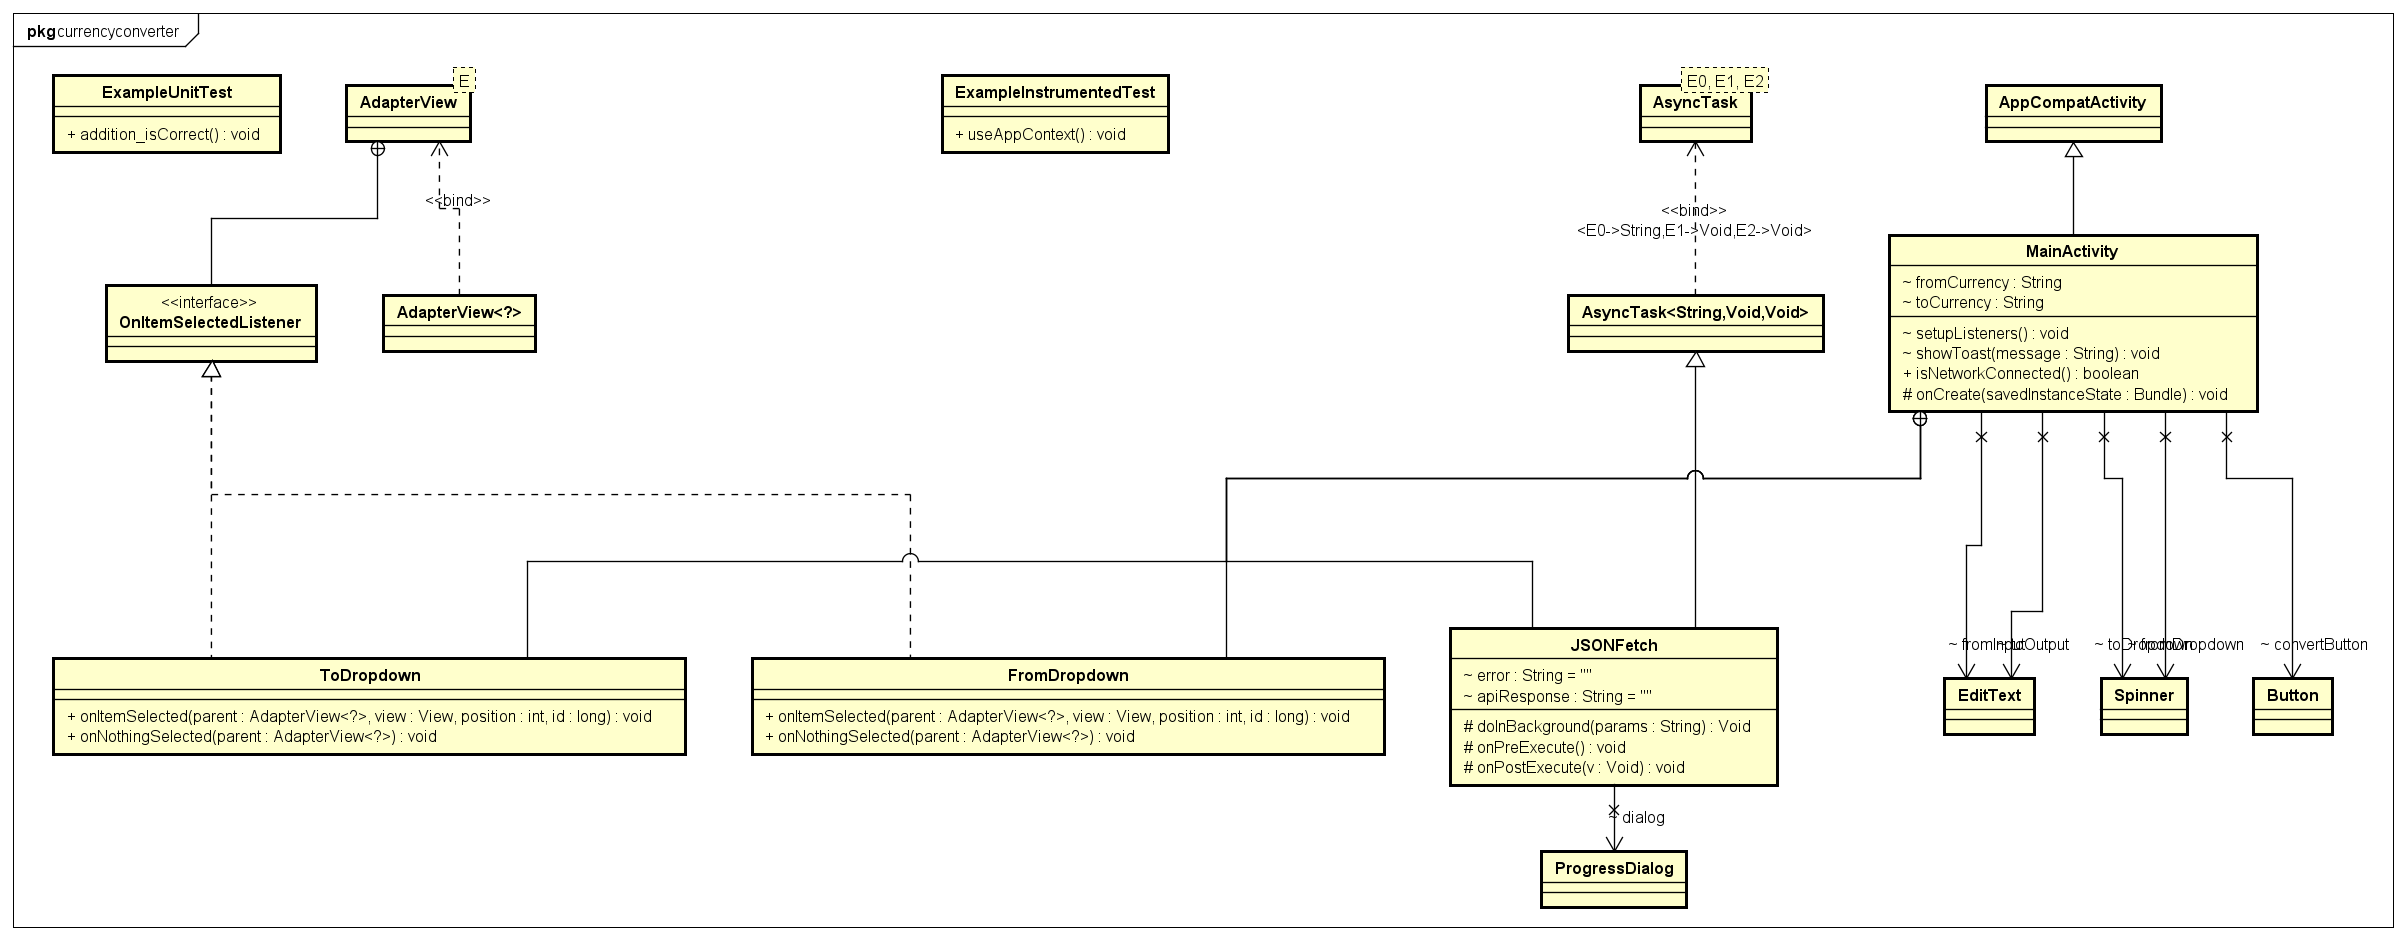 pkg currencyconverter
ExampleUnitTest
+ addition_isCorrect() : void
E
AdapterView
ExampleInstrumentedTest
+ useAppContext() : void
E0, E1, E2
AsyncTask
AppCompatActivity
<<bind>>
<<bind>>
<E0->String,E1->Void,E2->Void>
<<interface>>
OnItemSelectedListener
AdapterView<?>
AsyncTask<String,Void,Void>
MainActivity
~ fromCurrency : String
~ toCurrency : String
~ setupListeners() : void
~ showToast(message : String) : void
+ isNetworkConnected() : boolean
# onCreate(savedInstanceState : Bundle) : void
~ fromInput
~ toOutput
~ toDropdown
~ fromDropdown
~ convertButton
ToDropdown
+ onItemSelected(parent : AdapterView<?>, view : View, position : int, id : long) : void
+ onNothingSelected(parent : AdapterView<?>) : void
FromDropdown
+ onItemSelected(parent : AdapterView<?>, view : View, position : int, id : long) : void
+ onNothingSelected(parent : AdapterView<?>) : void
JSONFetch
~ error : String = ""
~ apiResponse : String = ""
# doInBackground(params : String) : Void
# onPreExecute() : void
# onPostExecute(v : Void) : void
EditText
Spinner
Button
~ dialog
ProgressDialog